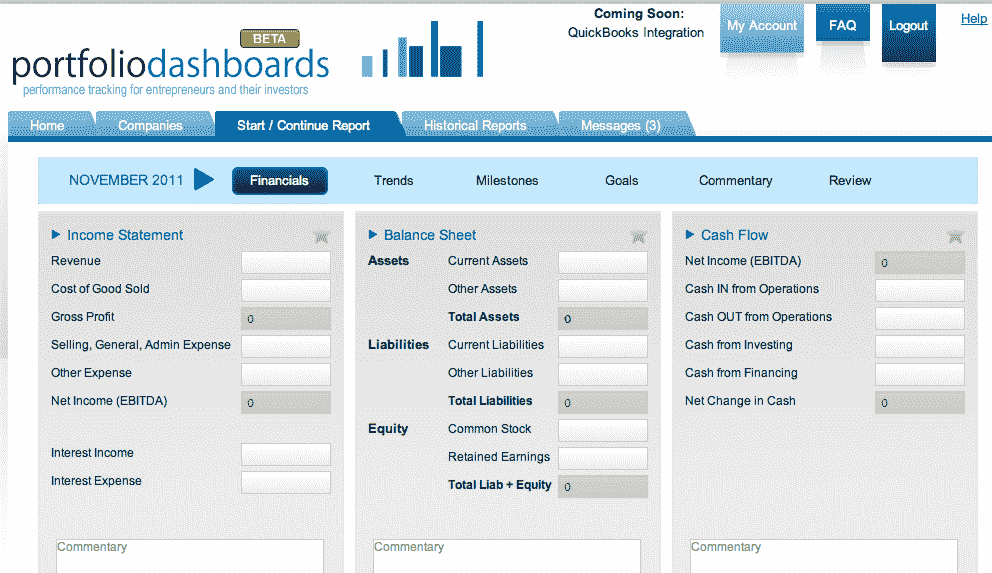 Coming Soon:
QuickBooks Integration
My Account
FAQ
Logout
Help
BETA
portfoliodashboards
performance tracking for entrepreneurs and their investors
Home
Companies
Start / Continue Report
Historical Reports
Messages (3)
NOVEMBER 2011
Financials
Trends
Milestones
Goals
Commentary
Review
Income Statement
Revenue
Cost of Good Sold
Gross Profit 0
Selling, General, Admin Expense
Other Expense
Net Income (EBITDA) 0
Interest Income
Interest Expense
Commentary
Balance Sheet
Assets Current Assets
Other Assets
Total Assets 0
Liabilities Current Liabilities
Other Liabilities
Total Liabilities 0
Equity Common Stock
Retained Earnings
Total Liab + Equity 0
Commentary
Cash Flow
Net Income (EBITDA) 0
Cash IN from Operations
Cash OUT from Operations
Cash from Investing
Cash from Financing
Net Change in Cash 0
Commentary